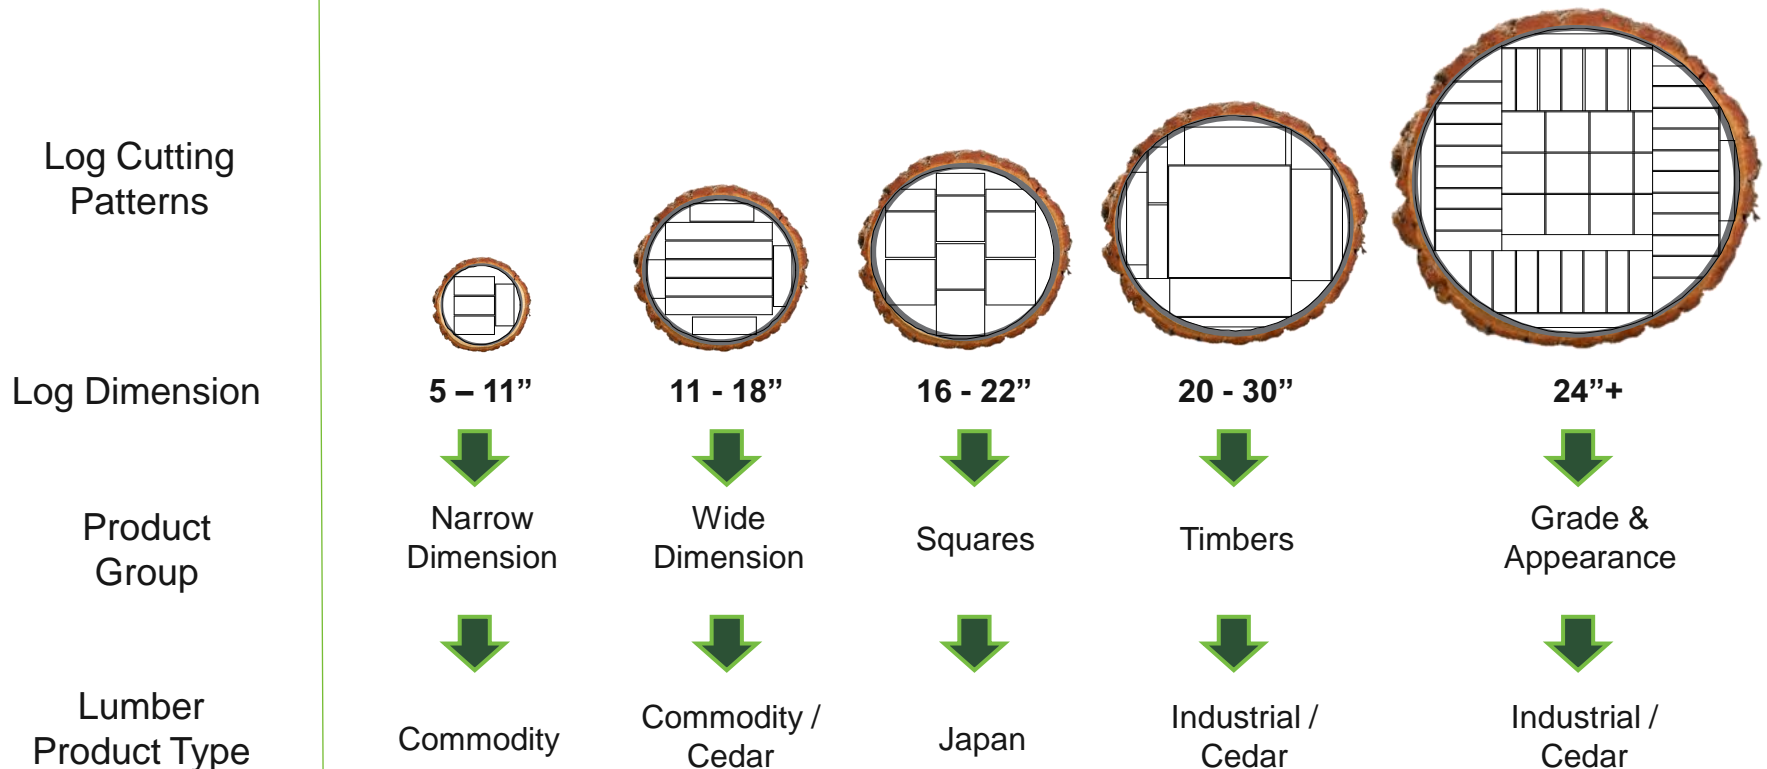 Log Cutting
Patterns
Log Dimension
5 – 11”
11 - 18”
16 - 22”
20 - 30”
24”+
Product
Group
Narrow
Dimension
Wide
Dimension
Squares
Timbers
Grade &
Appearance
Lumber
Product Type
Commodity
Commodity /
Cedar
Japan
Industrial /
Cedar
Industrial /
Cedar